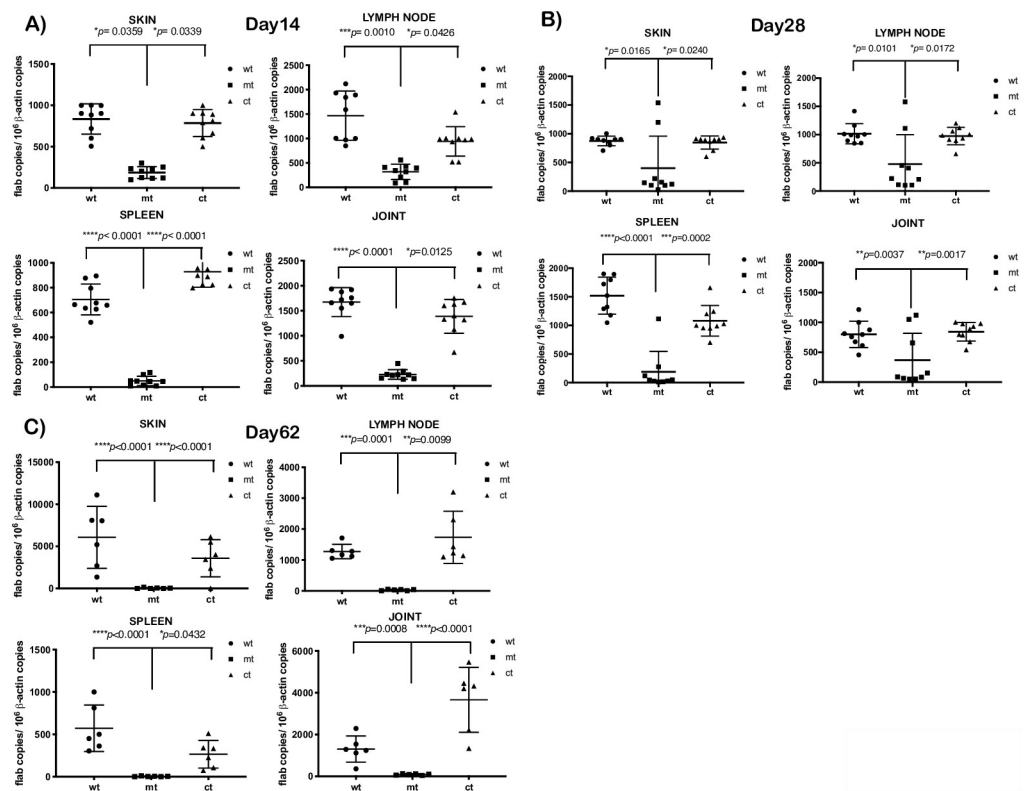 A)
Day14
SKIN
*p= 0.0359 *p= 0.0339
flab copies/ 10⁶ β-actin copies
1500
1000
500
0
wt mt ct
wt
mt
ct
LYMPH NODE
***p= 0.0010 *p= 0.0426
flab copies/ 10⁶ β-actin copies
2500
2000
1500
1000
500
0
wt mt ct
wt
mt
ct
SPLEEN
****p< 0.0001 ****p< 0.0001
flab copies/ 10⁶ β-actin copies
1000
800
600
400
200
0
wt mt ct
wt
mt
ct
JOINT
****p< 0.0001 *p=0.0125
flab copies/ 10⁶ β-actin copies
2500
2000
1500
1000
500
0
wt mt ct
wt
mt
ct
B)
Day28
SKIN
*p= 0.0165 *p= 0.0240
flab copies/ 10⁶ β-actin copies
2000
1500
1000
500
0
wt mt ct
wt
mt
ct
LYMPH NODE
*p= 0.0101 *p= 0.0172
flab copies/ 10⁶ β-actin copies
2000
1500
1000
500
0
wt mt ct
wt
mt
ct
SPLEEN
****p<0.0001 ***p=0.0002
flab copies/ 10⁶ β-actin copies
2000
1500
1000
500
0
wt mt ct
wt
mt
ct
JOINT
**p=0.0037 **p=0.0017
flab copies/ 10⁶ β-actin copies
2000
1500
1000
500
0
wt mt ct
wt
mt
ct
C)
Day62
SKIN
****p<0.0001 ****p<0.0001
flab copies/ 10⁶ β-actin copies
15000
10000
5000
0
wt mt ct
wt
mt
ct
LYMPH NODE
***p=0.0001 **p=0.0099
flab copies/ 10⁶ β-actin copies
4000
3000
2000
1000
0
wt mt ct
wt
mt
ct
SPLEEN
****p<0.0001 *p=0.0432
flab copies/ 10⁶ β-actin copies
1500
1000
500
0
wt mt ct
wt
mt
ct
JOINT
***p=0.0008 ****p<0.0001
flab copies/ 10⁶ β-actin copies
6000
4000
2000
0
wt mt ct
wt
mt
ct